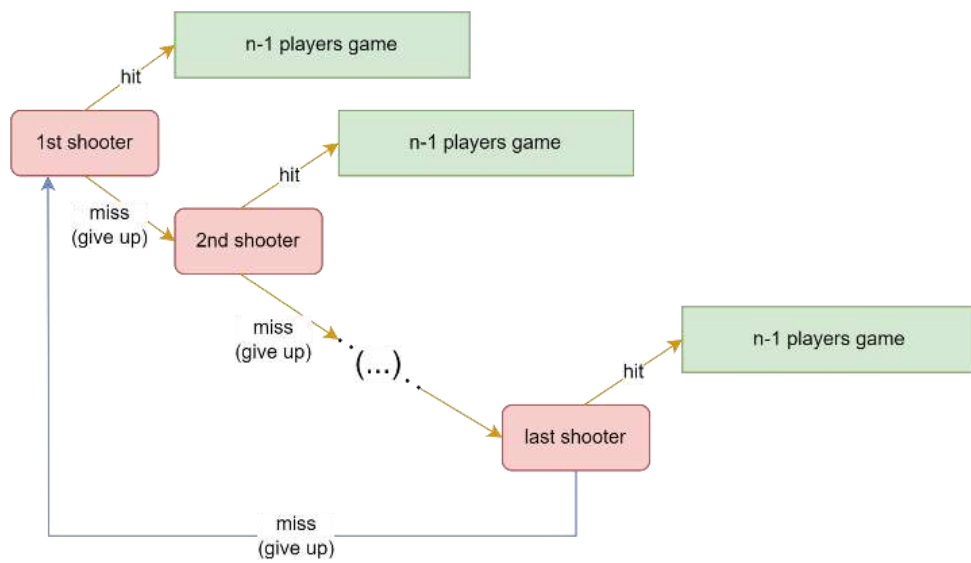 n-1 players game
hit
1st shooter
n-1 players game
hit
miss
(give up)
2nd shooter
miss
(give up)
(...)
n-1 players game
hit
last shooter
miss
(give up)